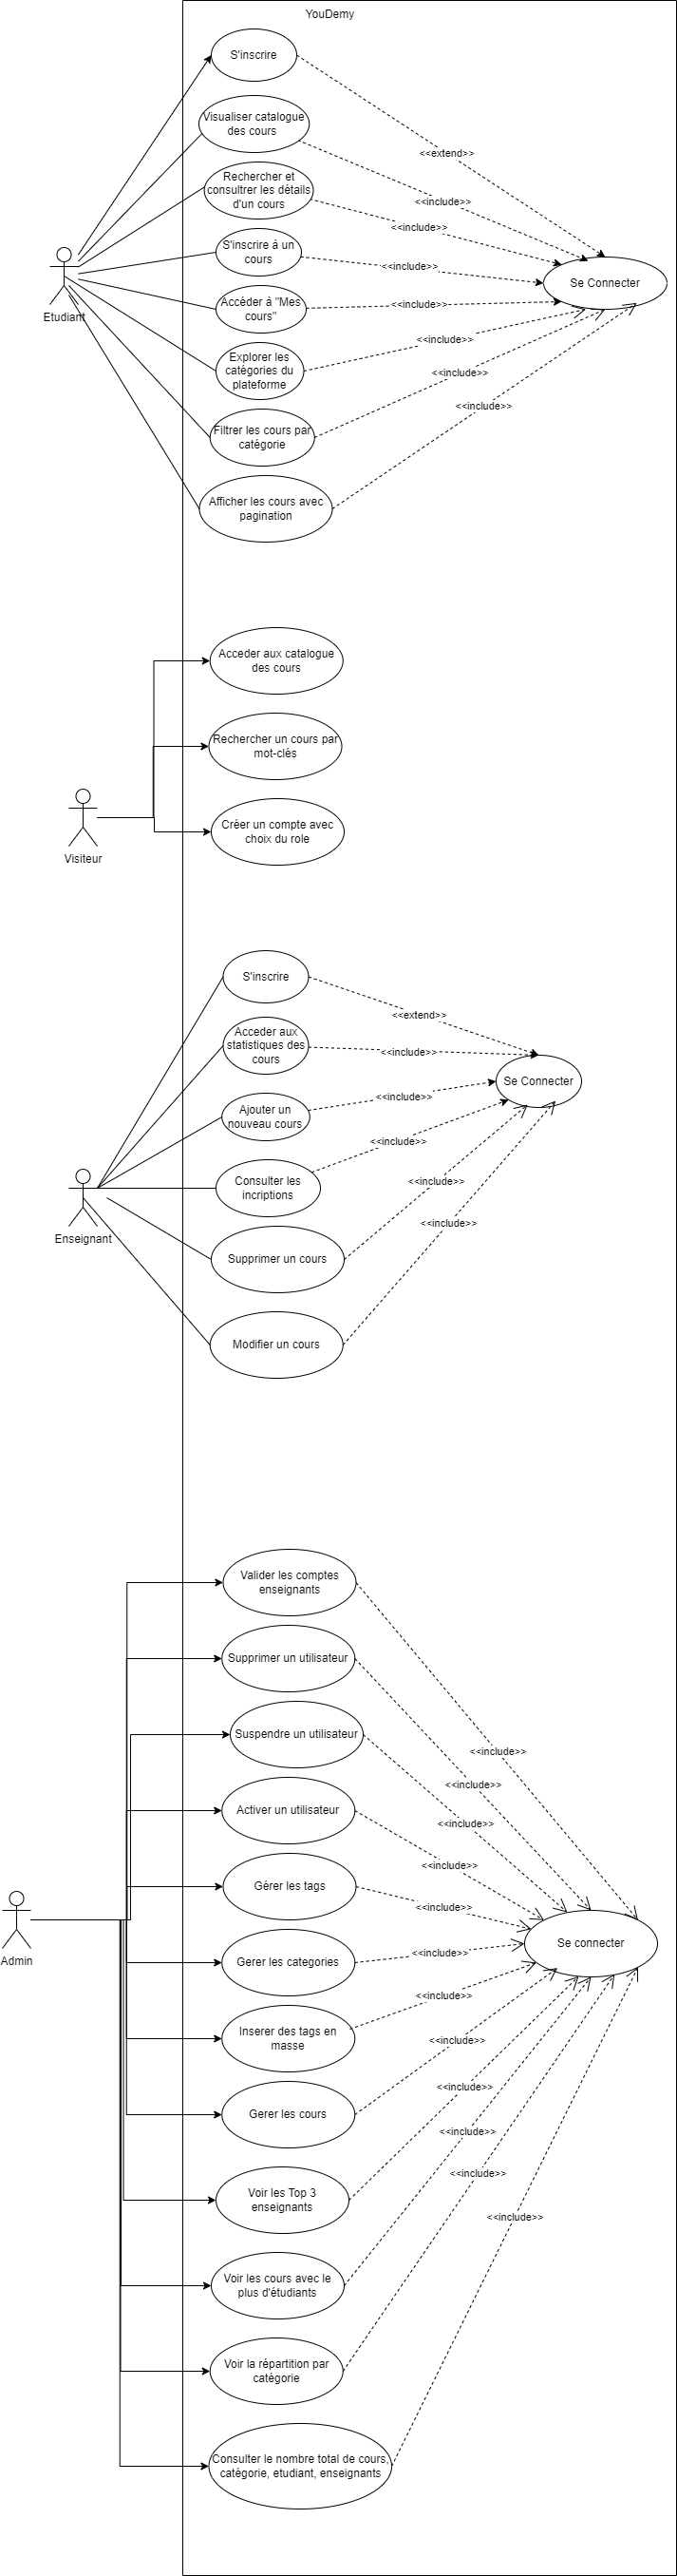 YouDemy
S'inscrire
Visualiser catalogue
des cours
<<extend>>
Rechercher et
consultrer les détails
d'un cours
<<include>>
<<include>>
S'inscrire à un
cours
<<include>>
Se Connecter
Etudiant
Accéder à "Mes
cours"
<<include>>
Explorer les
catégories du
plateforme
<<include>>
<<include>>
Filtrer les cours par
catégorie
<<include>>
Afficher les cours avec
pagination
Acceder aux catalogue
des cours
Rechercher un cours par
mot-clés
Créer un compte avec
choix du role
Visiteur
S'inscrire
<<extend>>
Acceder aux
statistiques des
cours
<<include>>
Se Connecter
Ajouter un
nouveau cours
<<include>>
<<include>>
Consulter les
incriptions
<<include>>
<<include>>
Enseignant
Supprimer un cours
Modifier un cours
Valider les comptes
enseignants
Supprimer un utilisateur
Suspendre un utilisateur
<<include>>
<<include>>
Activer un utilisateur
<<include>>
<<include>>
Gérer les tags
<<include>>
Se connecter
Admin
Gerer les categories
<<include>>
<<include>>
Inserer des tags en
masse
<<include>>
<<include>>
Gerer les cours
<<include>>
<<include>>
Voir les Top 3
enseignants
<<include>>
Voir les cours avec le
plus d'étudiants
Voir la répartition par
catégorie
Consulter le nombre total de cours,
catégorie, etudiant, enseignants